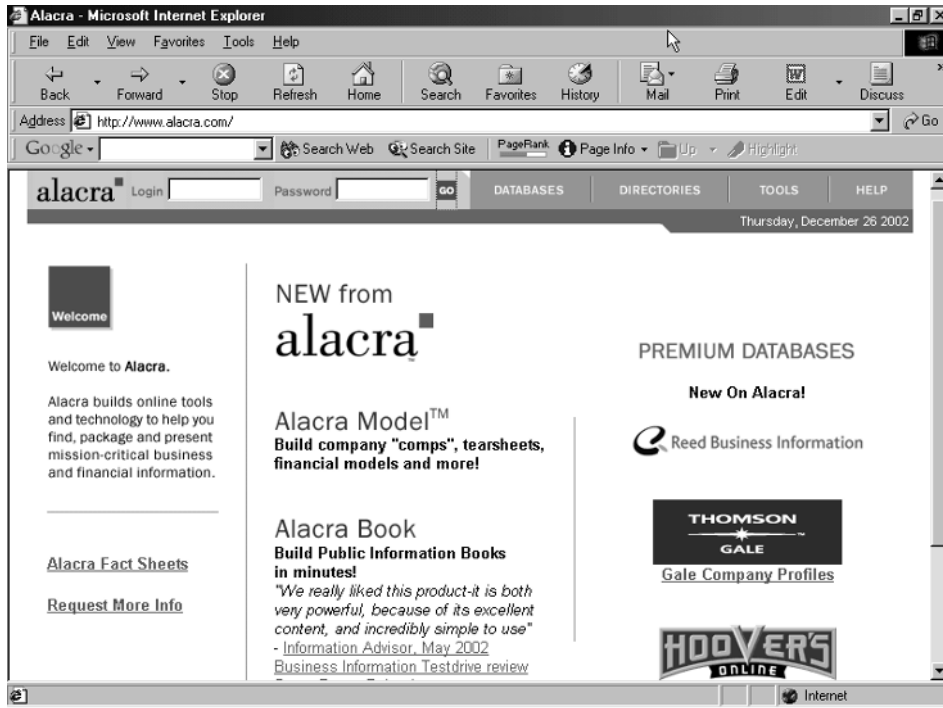 Alacra - Microsoft Internet Explorer
File Edit View Favorites Tools Help
Back Forward Stop Refresh Home Search Favorites History Mail Print Edit Discuss
Address http://www.alacra.com/ Go
Google Search Web Search Site PageRank Page Info Up Highlight
alacra Login Password GO DATABASES DIRECTORIES TOOLS HELP
Thursday, December 26 2002
Welcome
Welcome to Alacra.
Alacra builds online tools
and technology to help you
find, package and present
mission-critical business
and financial information.
Alacra Fact Sheets
Request More Info
NEW from
alacra™
Alacra Model™
Build company "comps", tearsheets,
financial models and more!
Alacra Book
Build Public Information Books
in minutes!
"We really liked this product-it is both
very powerful, because of its excellent
content, and incredibly simple to use"
- Information Advisor, May 2002
Business Information Testdrive review
PREMIUM DATABASES
New On Alacra!
Reed Business Information
THOMSON
GALE
Gale Company Profiles
HOOVER'S
ONLINE
Internet